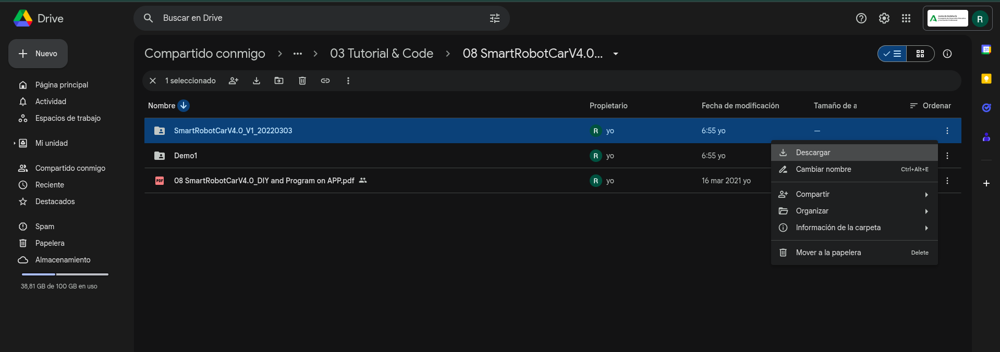 Drive
Buscar en Drive
R
Nuevo
Compartido conmigo
03 Tutorial & Code
08 SmartRobotCarV4.0...
1 seleccionado
Página principal
Actividad
Espacios de trabajo
Mi unidad
Compartido conmigo
Reciente
Destacados
Spam
Papelera
Almacenamiento
38,81 GB de 100 GB en uso
Nombre Propietario Fecha de modificación Tamaño de a Ordenar
SmartRobotCarV4.0_V1_20220303 R yo 6:55 yo —
Demo1 R yo 6:55 yo
PDF 08 SmartRobotCarV4.0_DIY and Program on APP.pdf R yo 16 mar 2021 yo
Descargar
Cambiar nombre Ctrl+Alt+E
Compartir
Organizar
Información de la carpeta
Mover a la papelera Delete
31